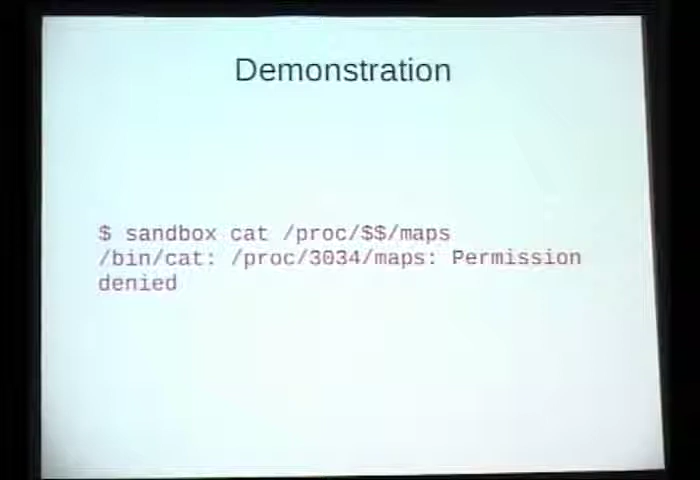 Demonstration
$ sandbox cat /proc/$$/maps
/bin/cat: /proc/3034/maps: Permission
denied